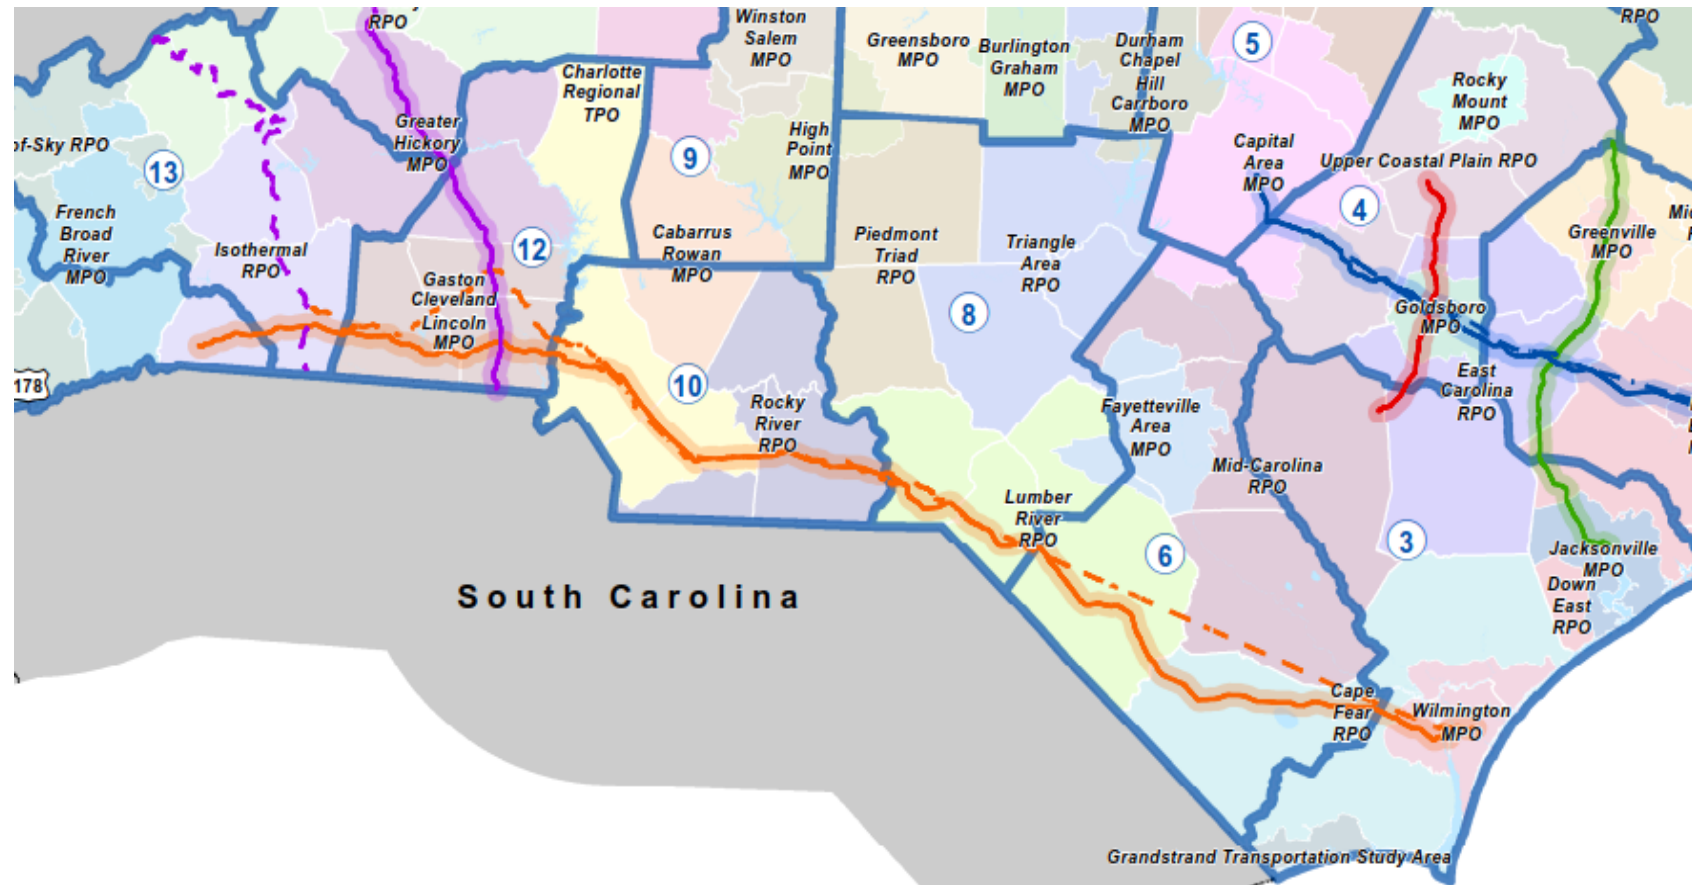 RPO
Winston
Salem
MPO
Greensboro
MPO
Burlington
Graham
MPO
Durham
Chapel
Hill
Carrboro
MPO
5
RPO
Charlotte
Regional
TPO
Rocky
Mount
MPO
Greater
Hickory
MPO
High
Point
MPO
Capital
Area
MPO
Upper Coastal Plain RPO
of-Sky RPO
13
9
4
French
Broad
River
MPO
Isothermal
RPO
12
Cabarrus
Rowan
MPO
Piedmont
Triad
RPO
Triangle
Area
RPO
Greenville
MPO
Gaston
Cleveland
Lincoln
MPO
8
Goldsboro
MPO
178
10
Rocky
River
RPO
Fayetteville
Area
MPO
East
Carolina
RPO
Mid-Carolina
RPO
Lumber
River
RPO
6
3
Jacksonville
MPO
Down
East
RPO
South Carolina
Cape
Fear
RPO
Wilmington
MPO
Grandstrand Transportation Study Area